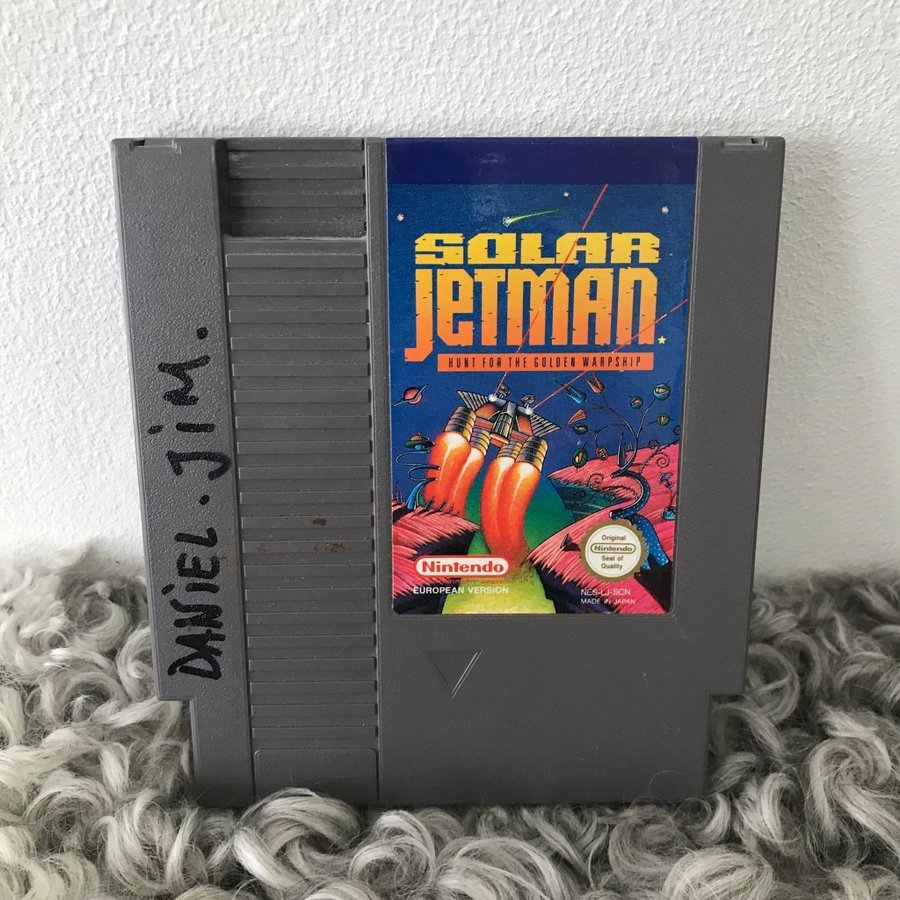 DANiEL. JiM.
SOLAR
JETMAN
HUNT FOR THE GOLDEN WARPSHIP
Nintendo
EUROPEAN VERSION
Original
Nintendo
Seal of
Quality
NES-LJ-SCN
MADE IN JAPAN